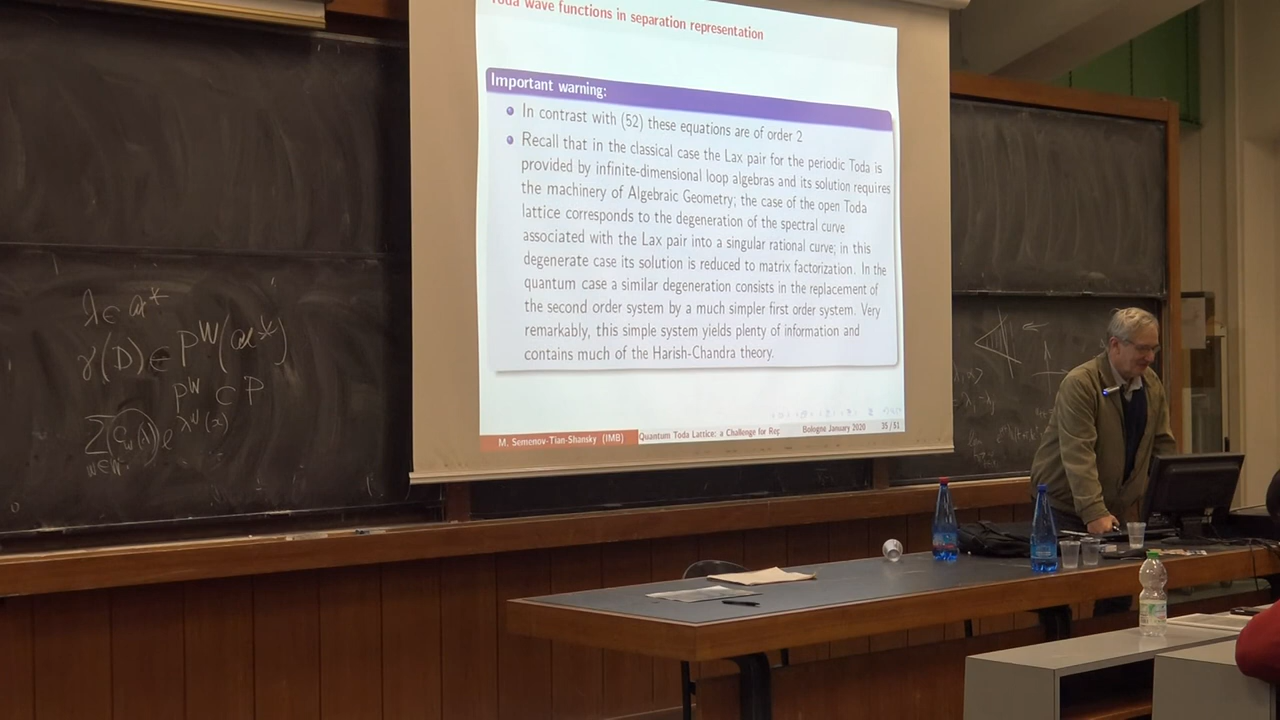 Toda wave functions in separation representation
Important warning:
In contrast with (52) these equations are of order 2
Recall that in the classical case the Lax pair for the periodic Toda is
provided by infinite-dimensional loop algebras and its solution requires
the machinery of Algebraic Geometry; the case of the open Toda
lattice corresponds to the degeneration of the spectral curve
associated with the Lax pair into a singular rational curve; in this
degenerate case its solution is reduced to matrix factorization. In the
quantum case a similar degeneration consists in the replacement of
the second order system by a much simpler first order system. Very
remarkably, this simple system yields plenty of information and
contains much of the Harish-Chandra theory.
M. Semenov-Tian-Shansky (IMB)
Quantum Toda Lattice: a Challenge for Rep
Bologne January 2020
35 / 51
λ ∈ 𝔞*
γ(D) ∈ P^W(𝔞*)
P^W ⊂ P